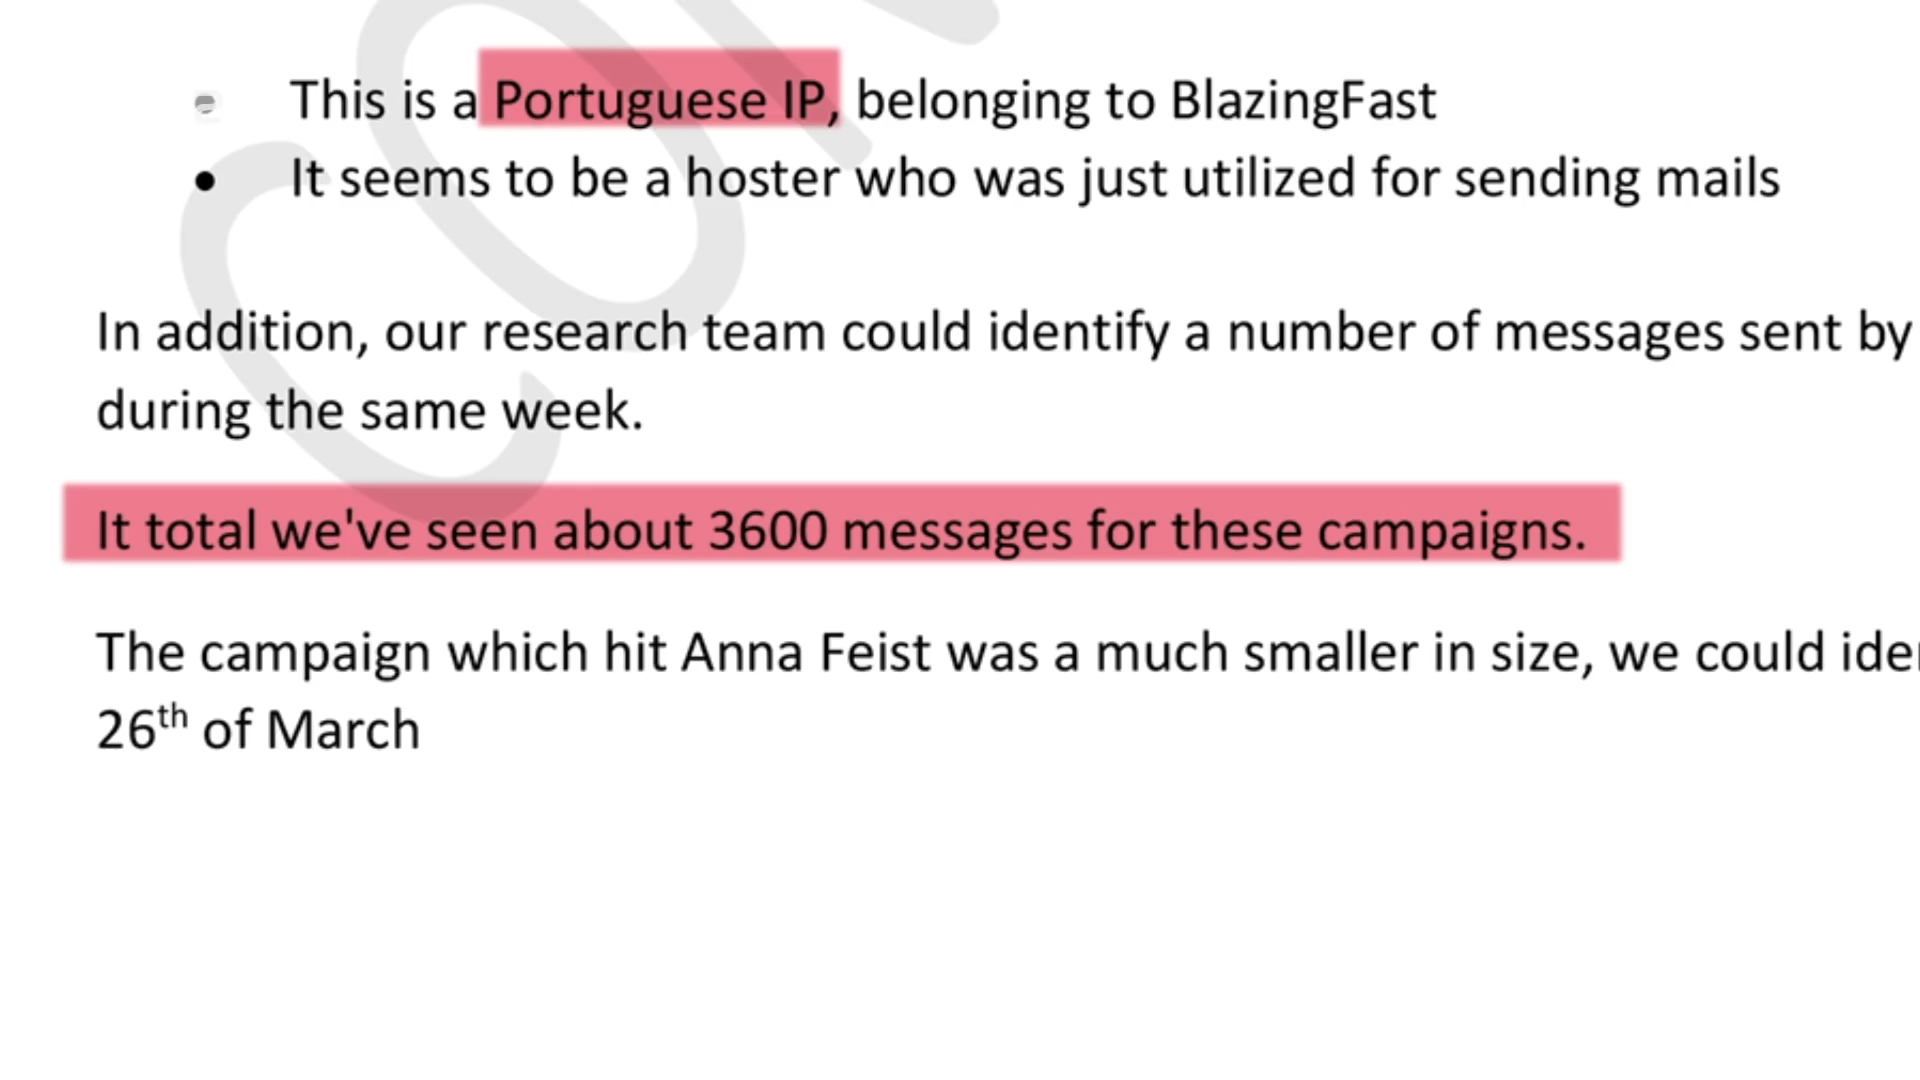 This is a Portuguese IP, belonging to BlazingFast
• It seems to be a hoster who was just utilized for sending mails
In addition, our research team could identify a number of messages sent by
during the same week.
It total we've seen about 3600 messages for these campaigns.
The campaign which hit Anna Feist was a much smaller in size, we could
26th of March